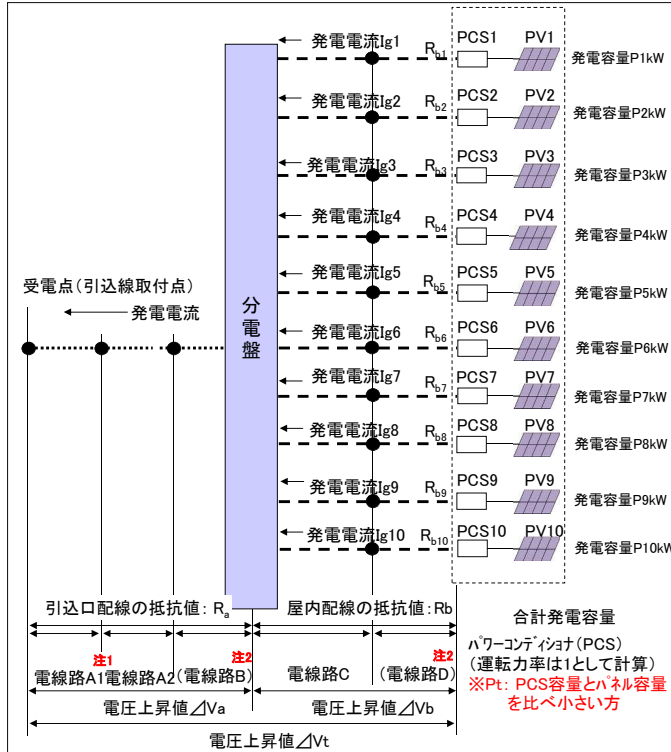 発電電流Ig1 Rb1 PCS1 PV1 発電容量P1kW
発電電流Ig2 Rb2 PCS2 PV2 発電容量P2kW
発電電流Ig3 Rb3 PCS3 PV3 発電容量P3kW
発電電流Ig4 Rb4 PCS4 PV4 発電容量P4kW
発電電流Ig5 Rb5 PCS5 PV5 発電容量P5kW
発電電流Ig6 Rb6 PCS6 PV6 発電容量P6kW
発電電流Ig7 Rb7 PCS7 PV7 発電容量P7kW
発電電流Ig8 Rb8 PCS8 PV8 発電容量P8kW
発電電流Ig9 Rb9 PCS9 PV9 発電容量P9kW
発電電流Ig10 Rb10 PCS10 PV10 発電容量P10kW
受電点(引込線取付点)
発電電流
分電盤
引込口配線の抵抗値:Ra 屋内配線の抵抗値:Rb
注1 注2 注2
電線路A1 電線路A2 (電線路B) 電線路C (電線路D)
電圧上昇値⊿Va 電圧上昇値⊿Vb
電圧上昇値⊿Vt
合計発電容量
パワーコンディショナ(PCS)
(運転力率は1として計算)
※Pt:PCS容量とパネル容量
を比べ小さい方